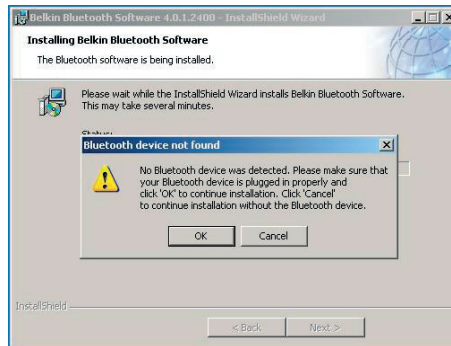 Belkin Bluetooth Software 4.0.1.2400 - InstallShield Wizard
Installing Belkin Bluetooth Software
The Bluetooth software is being installed.
Please wait while the InstallShield Wizard installs Belkin Bluetooth Software.
This may take several minutes.
Status:
Bluetooth device not found
No Bluetooth device was detected. Please make sure that
your Bluetooth device is plugged in properly and
click 'OK' to continue installation. Click 'Cancel'
to continue installation without the Bluetooth device.
OK
Cancel
InstallShield
< Back
Next >